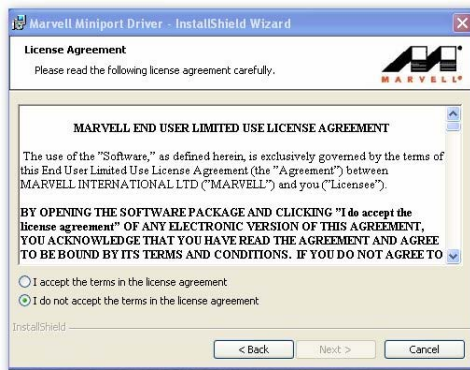 Marvell Miniport Driver - InstallShield Wizard
License Agreement
Please read the following license agreement carefully.
MARVELL®
MARVELL END USER LIMITED USE LICENSE AGREEMENT
The use of the "Software," as defined herein, is exclusively governed by the terms of
this End User Limited Use License Agreement (the "Agreement") between
MARVELL INTERNATIONAL LTD ("MARVELL") and you ("Licensee").
BY OPENING THE SOFTWARE PACKAGE AND CLICKING "I do accept the
license agreement" OF ANY ELECTRONIC VERSION OF THIS AGREEMENT,
YOU ACKNOWLEDGE THAT YOU HAVE READ THE AGREEMENT AND AGREE
TO BE BOUND BY ITS TERMS AND CONDITIONS. IF YOU DO NOT AGREE TO
I accept the terms in the license agreement
I do not accept the terms in the license agreement
InstallShield
< Back Next > Cancel